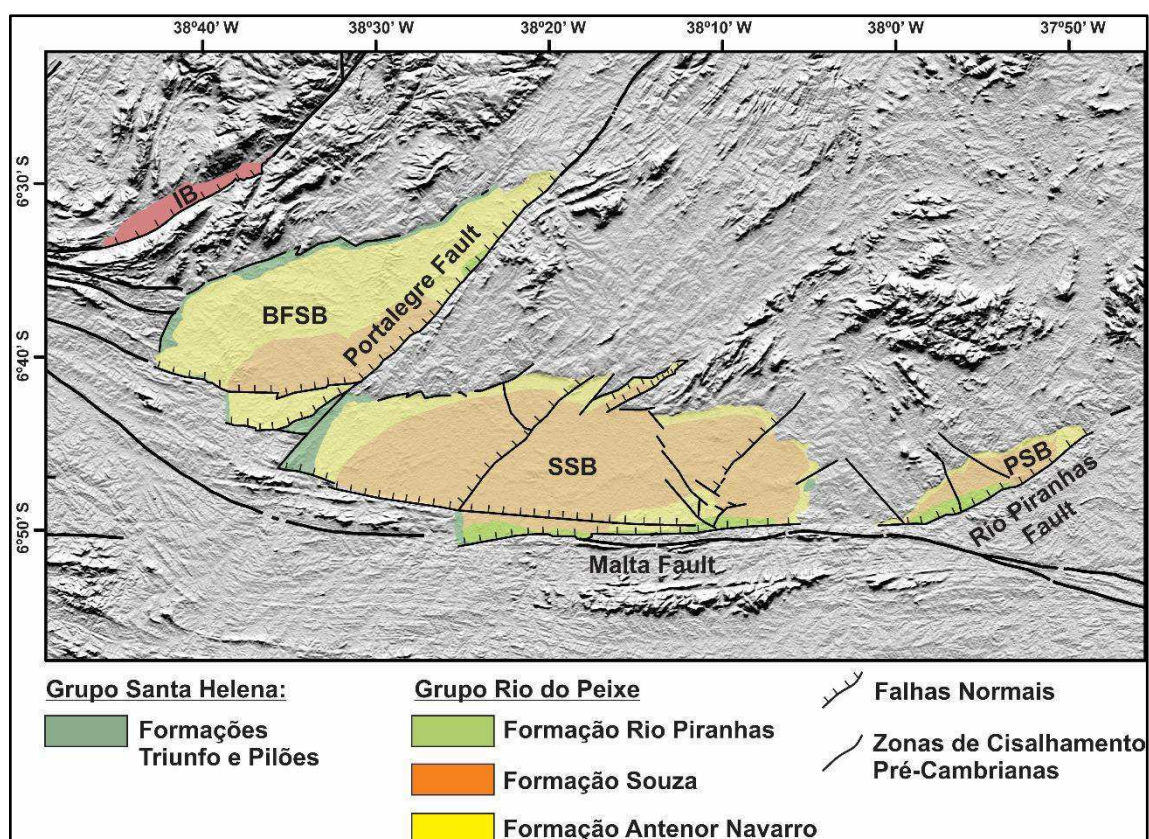 38°40' W 38°30' W 38°20' W 38°10' W 38°0' W 37°50' W
6°30' S
6°40' S
6°50' S
IB
BFSB
Portalegre Fault
SSB
PSB
Rio Piranhas
Fault
Malta Fault
Grupo Santa Helena:
Formações
Triunfo e Pilões
Grupo Rio do Peixe
Formação Rio Piranhas
Formação Souza
Formação Antenor Navarro
Falhas Normais
Zonas de Cisalhamento
Pré-Cambrianas